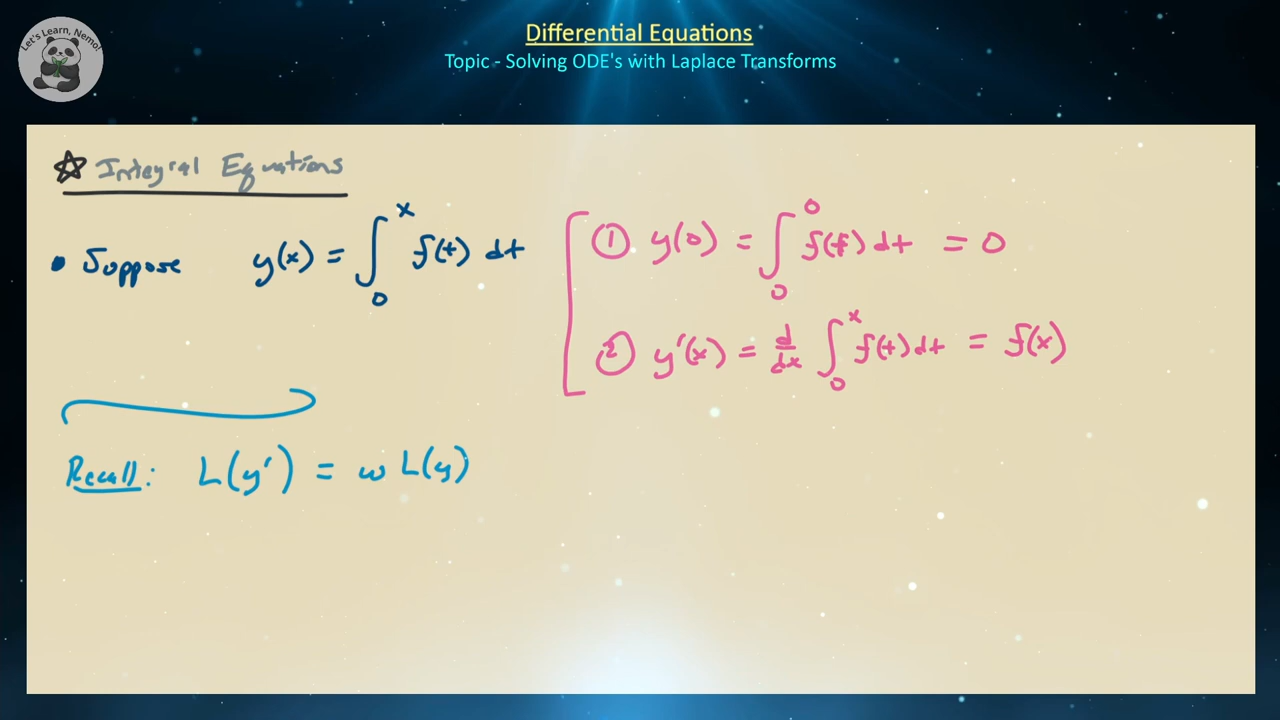 Let's Learn, Nemo!
Differential Equations
Topic - Solving ODE's with Laplace Transforms
☆ Integral Equations
• Suppose y(x) = ∫₀ˣ f(t) dt
① y(0) = ∫₀⁰ f(t) dt = 0
② y'(x) = d/dx ∫₀ˣ f(t) dt = f(x)
Recall: L(y') = ω L(y)